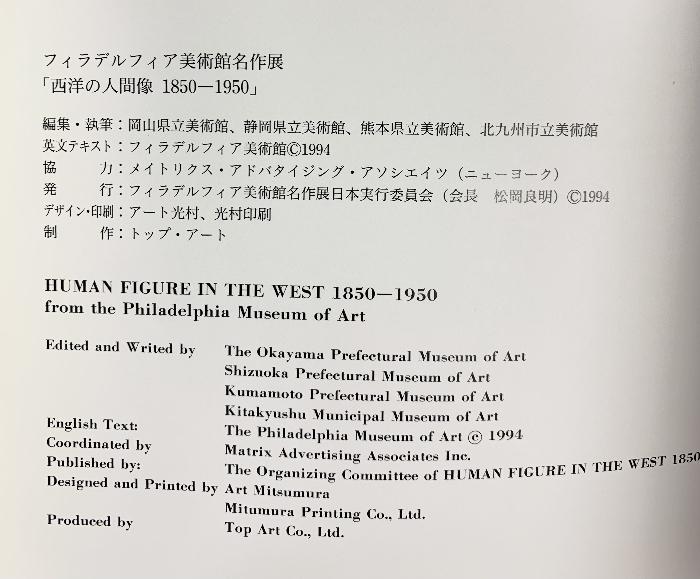 フィラデルフィア美術館名作展
「西洋の人間像 1850—1950」
編集・執筆：岡山県立美術館、静岡県立美術館、熊本県立美術館、北九州市立美術館
英文テキスト：フィラデルフィア美術館©1994
協　　力：メイトリクス・アドバタイジング・アソシエイツ（ニューヨーク）
発　　行：フィラデルフィア美術館名作展日本実行委員会（会長　松岡良明）©1994
デザイン・印刷：アート光村、光村印刷
制　　作：トップ・アート
HUMAN FIGURE IN THE WEST 1850—1950
from the Philadelphia Museum of Art
Edited and Writed by The Okayama Prefectural Museum of Art
Shizuoka Prefectural Museum of Art
Kumamoto Prefectural Museum of Art
Kitakyushu Municipal Museum of Art
English Text: The Philadelphia Museum of Art © 1994
Coordinated by Matrix Advertising Associates Inc.
Published by: The Organizing Committee of HUMAN FIGURE IN THE WEST 1850
Designed and Printed by Art Mitsumura
Mitumura Printing Co., Ltd.
Produced by Top Art Co., Ltd.